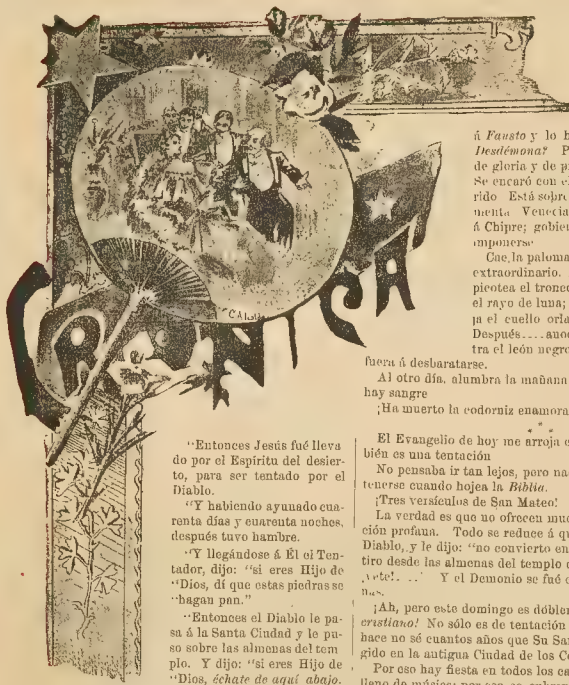 CRONICA
"Entonces Jesús fué lleva
do por el Espíritu del desier-
to, para ser tentado por el
Diablo.
"Y habiendo ayunado cua-
renta días y cuarenta noches,
después tuvo hambre.
"Y llegándose á Él el Ten-
tador, dijo: "si eres Hijo de
"Dios, dí que estas piedras se
"hagan pan."
"Entonces el Diablo le pa-
sa á la Santa Ciudad y le pu-
so sobre las almenas del tem
plo. Y dijo: "si eres Hijo de
"Dios, échate de aquí abajo.
á Fausto y lo
Desdémona?
de gloria y de
Se encaró con
rido Está sobre
menta Venecia
á Chipre; gobier
imponerse
Cae la paloma
extraordinario.
picotea el tronco
el rayo de luna;
ja el cuello orla
Después....
tra el león negro
fuera á desbaratarse.
Al otro día, alumbra la mañana
hay sangre
¡Ha muerto la codorniz enamora
* * *
El Evangelio de hoy me arroja
bién es una tentación
No pensaba ir tan lejos, pero
tenerse cuando hojea la Biblia.
¡Tres versículos de San Mateo!
La verdad es que no ofrecen
ción profana. Todo se reduce á
Diablo, y le dijo: "no convierto en
tiro desde las almenas del templo
vete!... Y el Demonio se fué
¡Ah, pero este domingo es doble
cristiano! No sólo es de tentación
hace no sé cuantos años que Su San
gido en la antigua Ciudad de los
Por eso hay fiesta en todos los
lleno de música; por eso